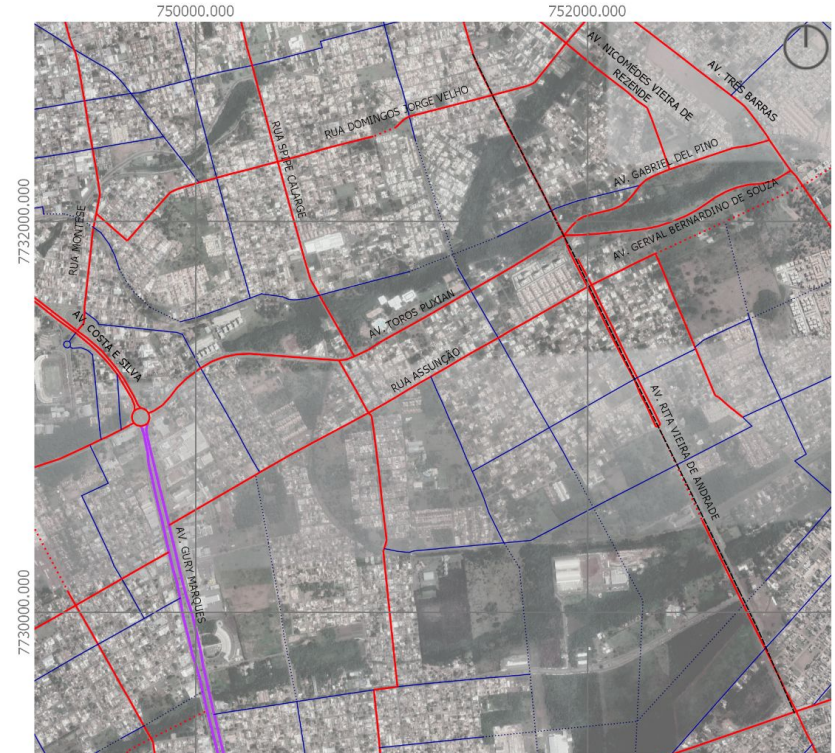 750000.000
752000.000
AV. NICOMÉDES VIEIRA DE
REZENDE
AV. TRÊS BARRAS
RUA DOMINGOS JORGE VELHO
RUA SPIPE CALARGE
AV. GABRIEL DEL PINO
AV. GERVAL BERNARDINO DE SOUZA
7732000.000
RUA MONTESE
AV. TOROS PUXIAN
AV. COSTA E SILVA
RUA ASSUNÇÃO
AV. RITA VIEIRA DE ANDRADE
AV. GURY MARQUES
7730000.000